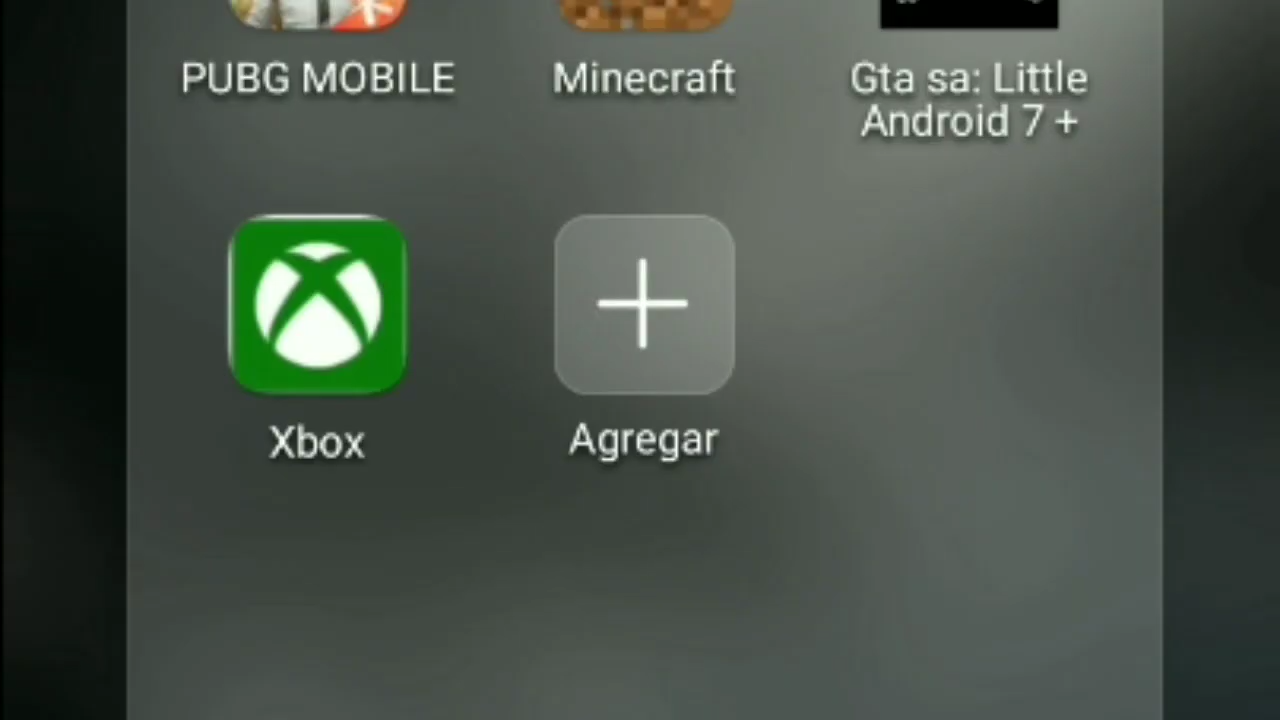 PUBG MOBILE
Minecraft
Gta sa: Little
Android 7 +
Xbox
Agregar